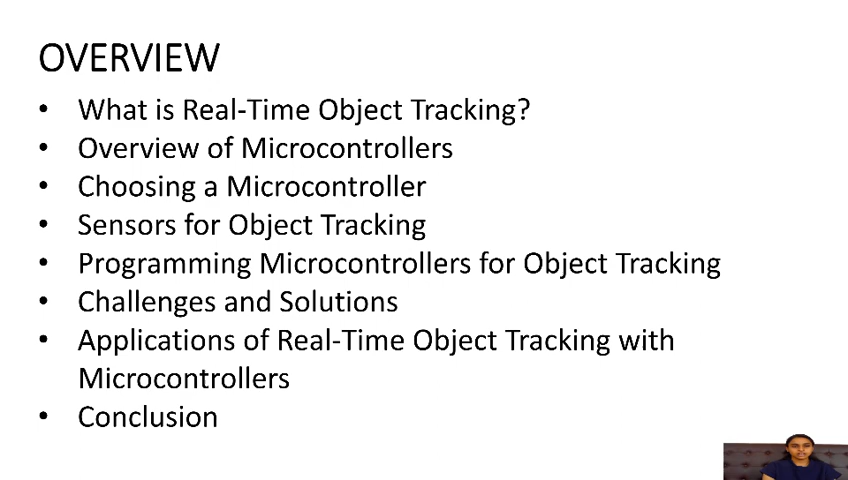 OVERVIEW
• What is Real-Time Object Tracking?
• Overview of Microcontrollers
• Choosing a Microcontroller
• Sensors for Object Tracking
• Programming Microcontrollers for Object Tracking
• Challenges and Solutions
• Applications of Real-Time Object Tracking with
Microcontrollers
• Conclusion